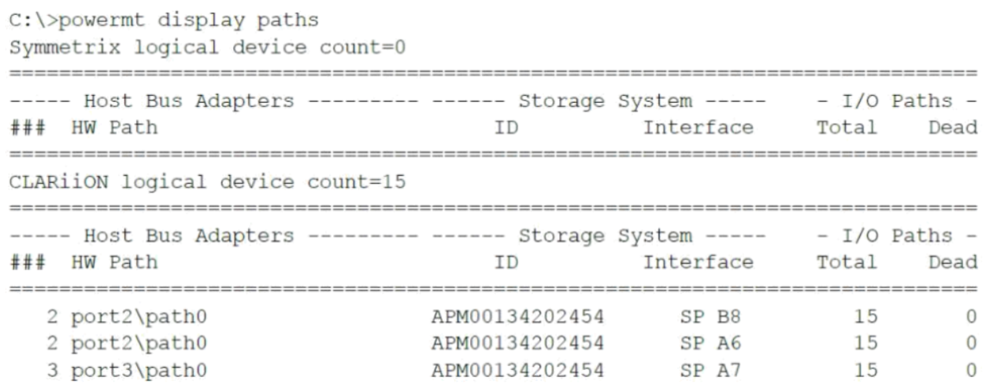 C:\>powermt display paths
Symmetrix logical device count=0
==============================================================================
----- Host Bus Adapters --------- ------ Storage System -----    - I/O Paths -
###  HW Path                           ID          Interface     Total    Dead
==============================================================================
CLARiiON logical device count=15
==============================================================================
----- Host Bus Adapters --------- ------ Storage System -----    - I/O Paths -
###  HW Path                           ID          Interface     Total    Dead
==============================================================================
   2 port2\path0                  APM00134202454      SP B8         15       0
   2 port2\path0                  APM00134202454      SP A6         15       0
   3 port3\path0                  APM00134202454      SP A7         15       0